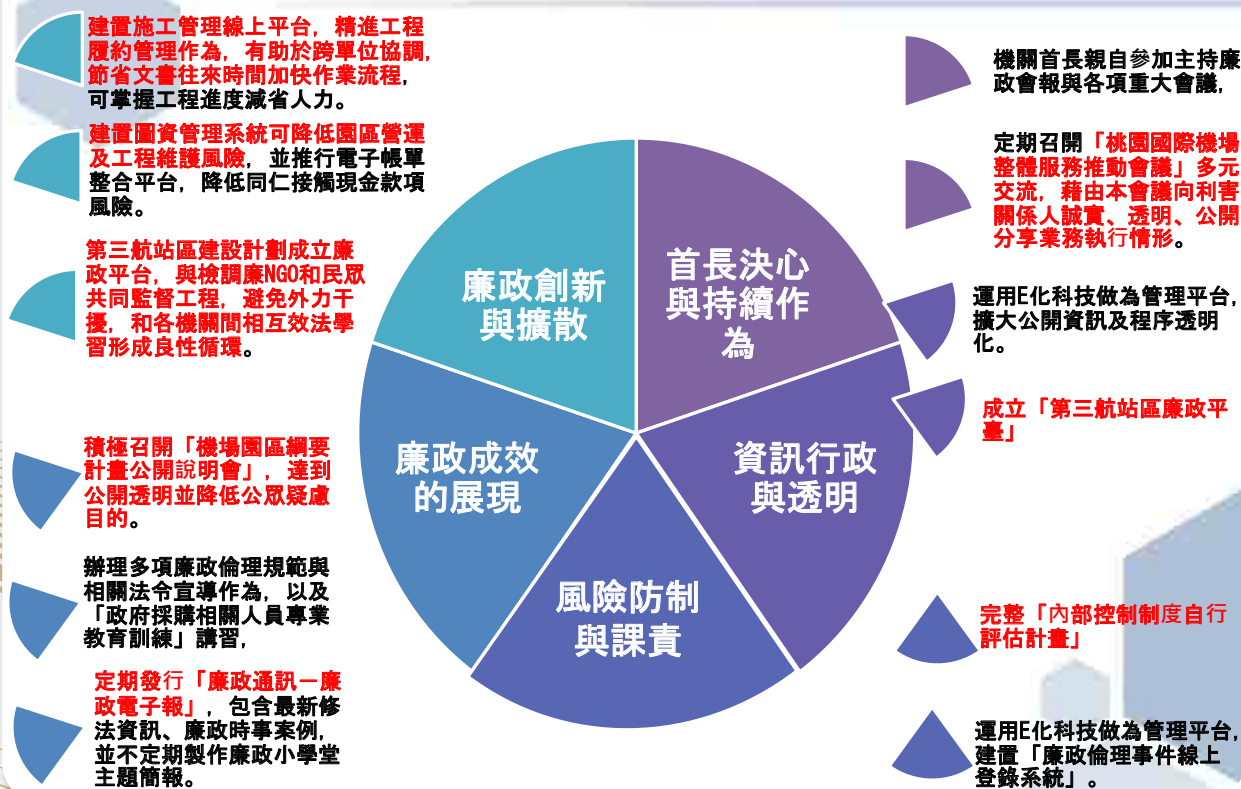 建置施工管理線上平台，精進工程
履約管理作為，有助於跨單位協調，
節省文書往來時間加快作業流程，
可掌握工程進度減省人力。
建置圖資管理系統可降低園區營運
及工程維護風險，並推行電子帳單
整合平台，降低同仁接觸現金款項
風險。
第三航站區建設計劃成立廉
政平台，與檢調廉NGO和民眾
共同監督工程，避免外力干
擾，和各機關間相互效法學
習形成良性循環。
積極召開「機場園區綱要
計畫公開說明會」，達到
公開透明並降低公眾疑慮
目的。
辦理多項廉政倫理規範與
相關法令宣導作為，以及
「政府採購相關人員專業
教育訓練」講習，
定期發行「廉政通訊－廉
政電子報」，包含最新修
法資訊、廉政時事案例，
並不定期製作廉政小學堂
主題簡報。
廉政創新
與擴散
首長決心
與持續作
為
廉政成效
的展現
資訊行政
與透明
風險防制
與課責
機關首長親自參加主持廉
政會報與各項重大會議，
定期召開「桃園國際機場
整體服務推動會議」多元
交流，藉由本會議向利害
關係人誠實、透明、公開
分享業務執行情形。
運用E化科技做為管理平台，
擴大公開資訊及程序透明
化。
成立「第三航站區廉政平
臺」
完整「內部控制制度自行
評估計畫」
運用E化科技做為管理平台，
建置「廉政倫理事件線上
登錄系統」。